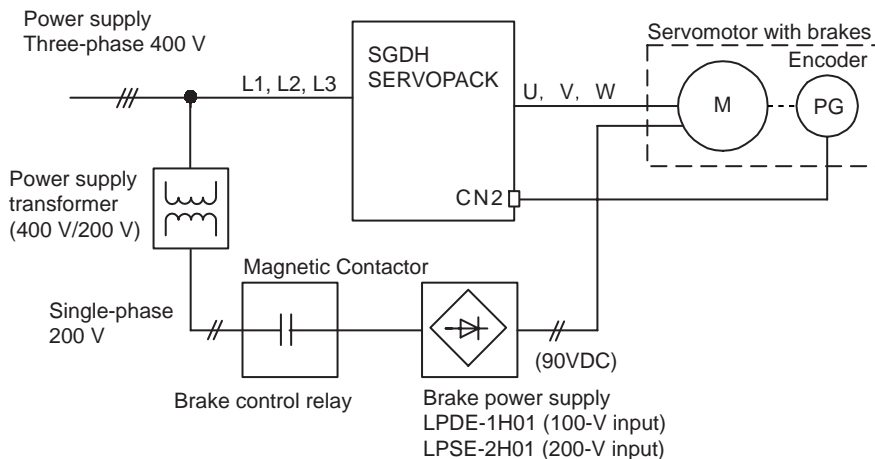 Power supply
Three-phase 400 V
SGDH
SERVOPACK
Servomotor with brakes
Encoder
L1, L2, L3
U, V, W
M
PG
CN2
Power supply
transformer
(400 V/200 V)
Magnetic Contactor
Single-phase
200 V
(90VDC)
Brake control relay
Brake power supply
LPDE-1H01 (100-V input)
LPSE-2H01 (200-V input)